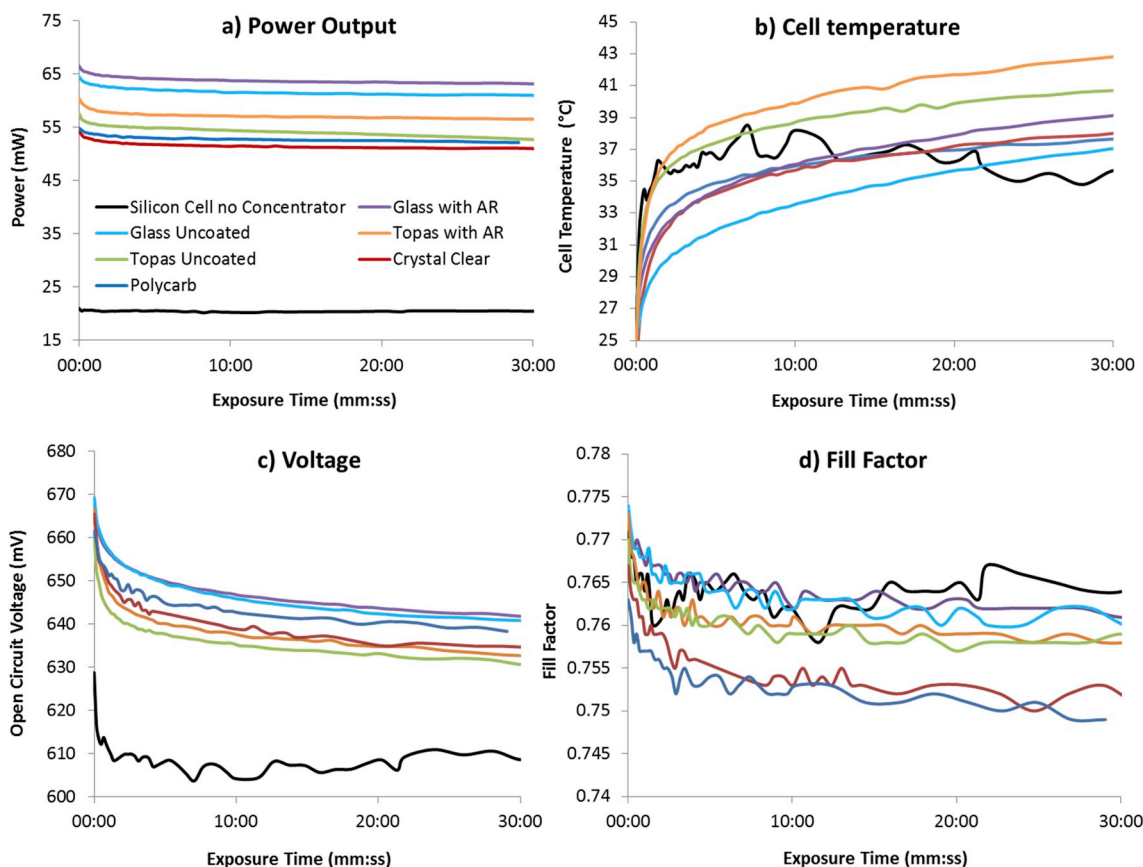 a) Power Output
75
65
55
45
35
25
15
Power (mW)
Silicon Cell no Concentrator
Glass with AR
Glass Uncoated
Topas with AR
Topas Uncoated
Crystal Clear
Polycarb
00:00 10:00 20:00 30:00
Exposure Time (mm:ss)
b) Cell temperature
45
43
41
39
37
35
33
31
29
27
25
Cell Temperature (°C)
00:00 10:00 20:00 30:00
Exposure Time (mm:ss)
c) Voltage
680
670
660
650
640
630
620
610
600
Open Circuit Voltage (mV)
00:00 10:00 20:00 30:00
Exposure Time (mm:ss)
d) Fill Factor
0.78
0.775
0.77
0.765
0.76
0.755
0.75
0.745
0.74
Fill Factor
00:00 10:00 20:00 30:00
Exposure Time (mm:ss)